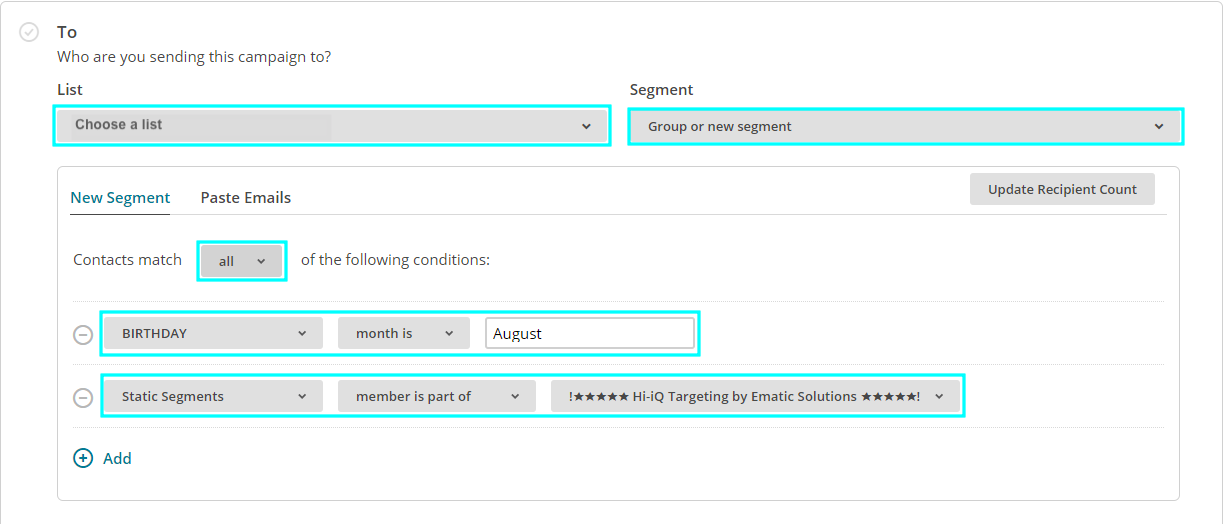 To
Who are you sending this campaign to?
List Segment
Choose a list Group or new segment
New Segment Paste Emails Update Recipient Count
Contacts match all of the following conditions:
BIRTHDAY month is August
Static Segments member is part of !★★★★★ Hi-iQ Targeting by Ematic Solutions ★★★★★!
Add